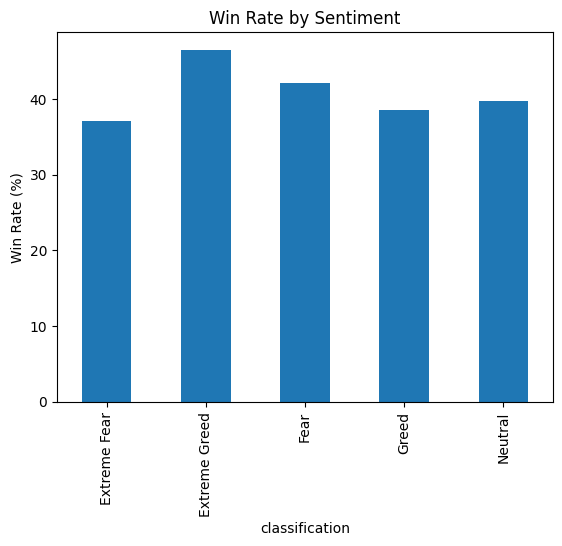 Win Rate by Sentiment
Win Rate (%)
40
30
20
10
0
Extreme Fear
Extreme Greed
Fear
Greed
Neutral
classification